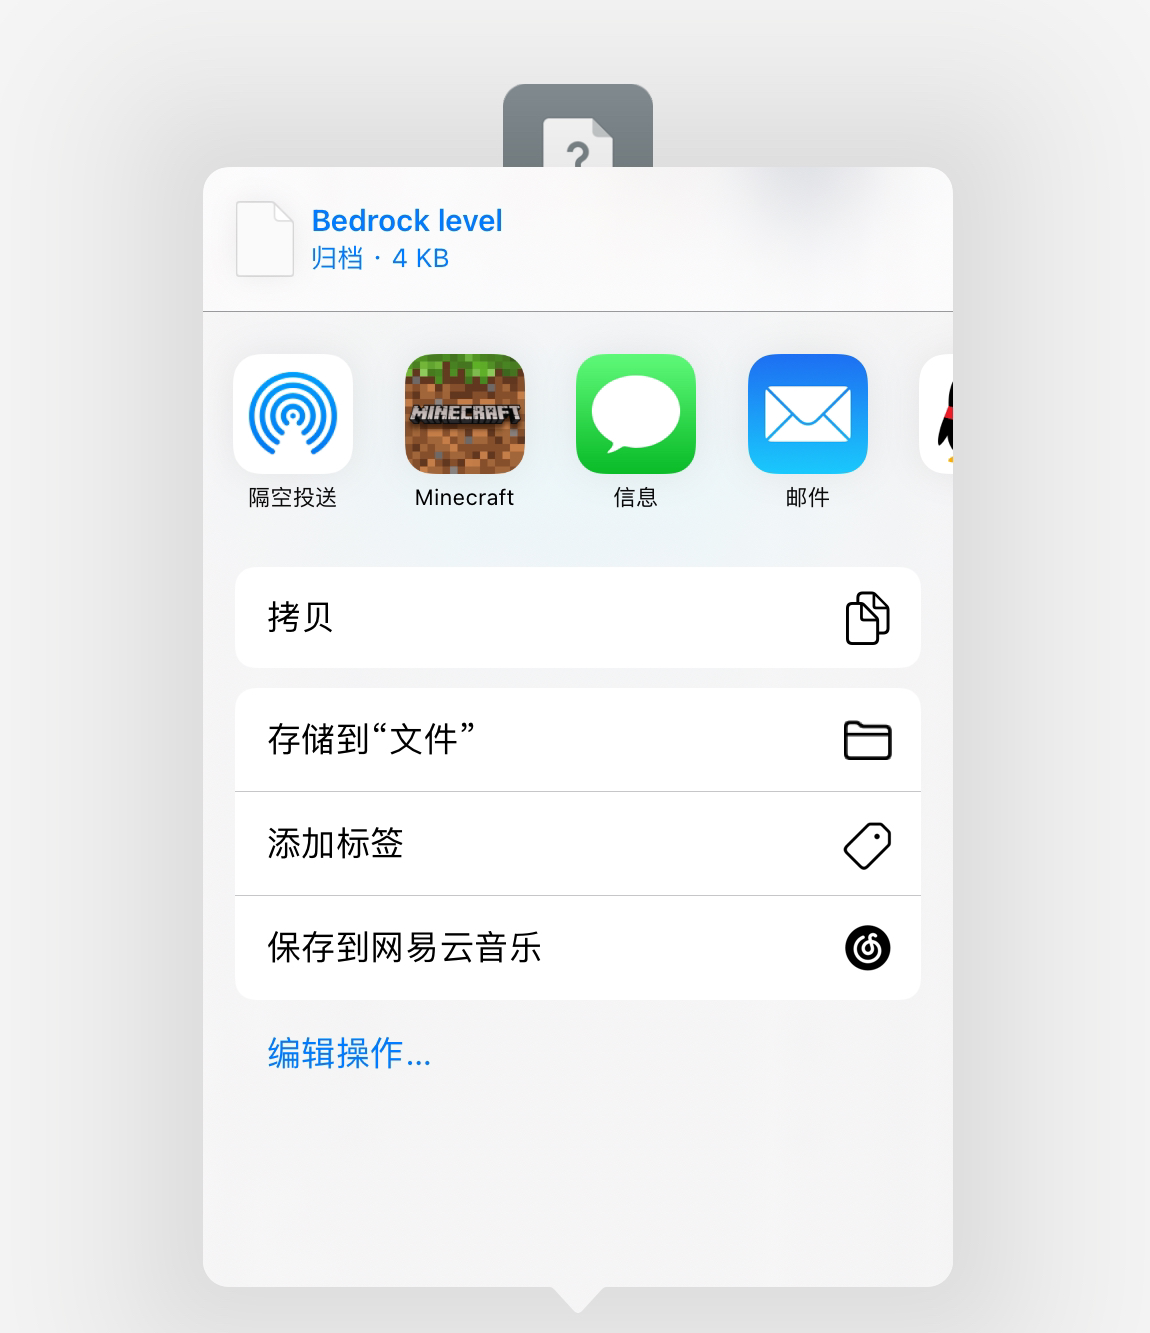 ?
Bedrock level
归档 · 4 KB
MINECRAFT
隔空投送
Minecraft
信息
邮件
拷贝
存储到“文件”
添加标签
保存到网易云音乐
编辑操作...